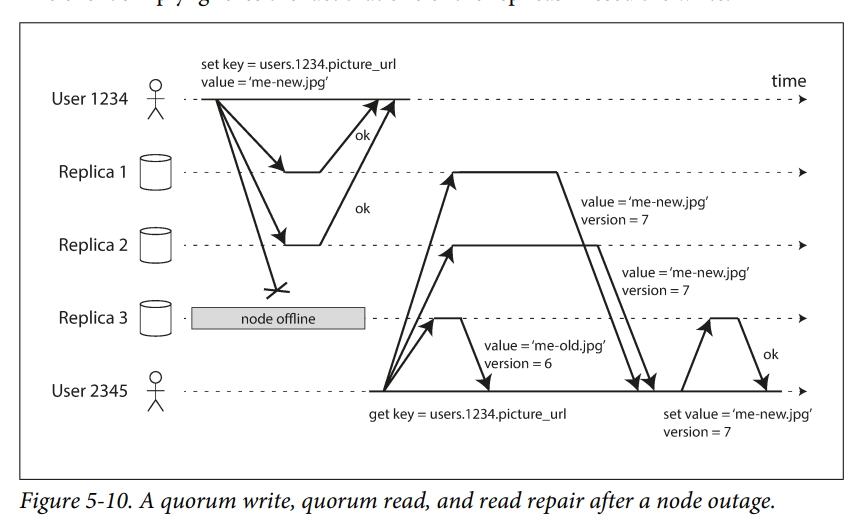 set key = users.1234.picture_url
value = ‘me-new.jpg’
time
User 1234
ok
Replica 1
value = ‘me-new.jpg’
version = 7
ok
Replica 2
value = ‘me-new.jpg’
version = 7
Replica 3
node offline
value = ‘me-old.jpg’
version = 6
ok
User 2345
get key = users.1234.picture_url
set value = ‘me-new.jpg’
version = 7
Figure 5-10. A quorum write, quorum read, and read repair after a node outage.